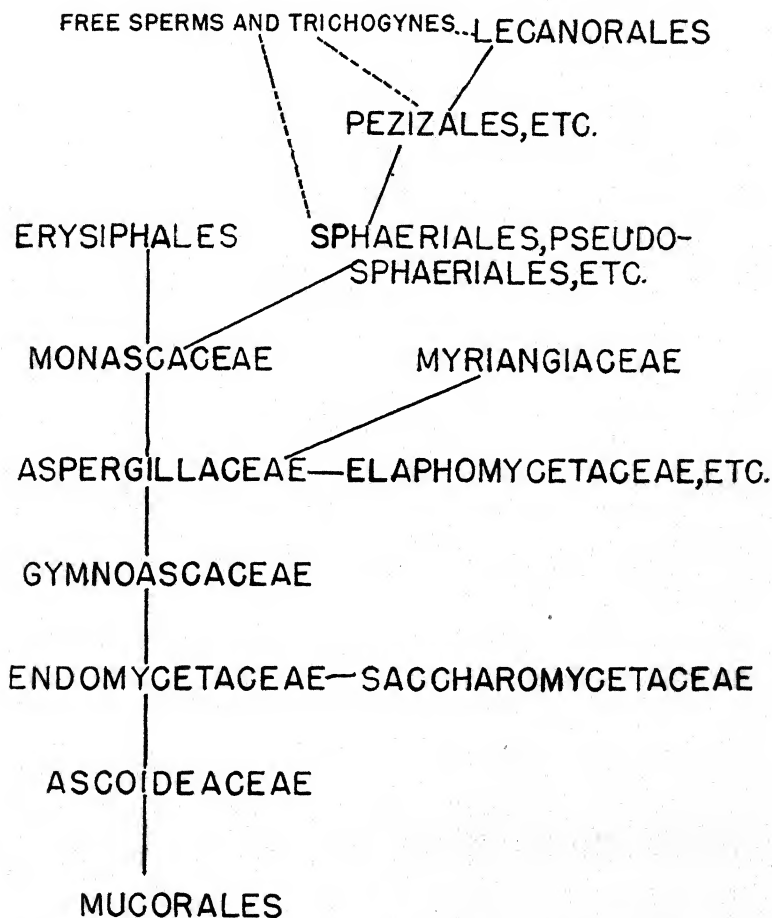 FREE SPERMS AND TRICHOGYNES...LECANORALES
PEZIZALES,ETC.
ERYSIPHALES SPHAERIALES,PSEUDO-
SPHAERIALES,ETC.
MONASCACEAE MYRIANGIACEAE
ASPERGILLACEAE—ELAPHOMYCETACEAE,ETC.
GYMNOASCACEAE
ENDOMYCETACEAE—SACCHAROMYCETACEAE
ASCOIDEACEAE
MUCORALES